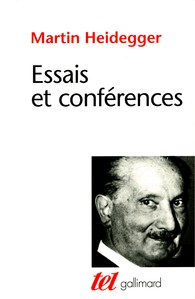 Martin Heidegger
Essais
et conférences
tel gallimard